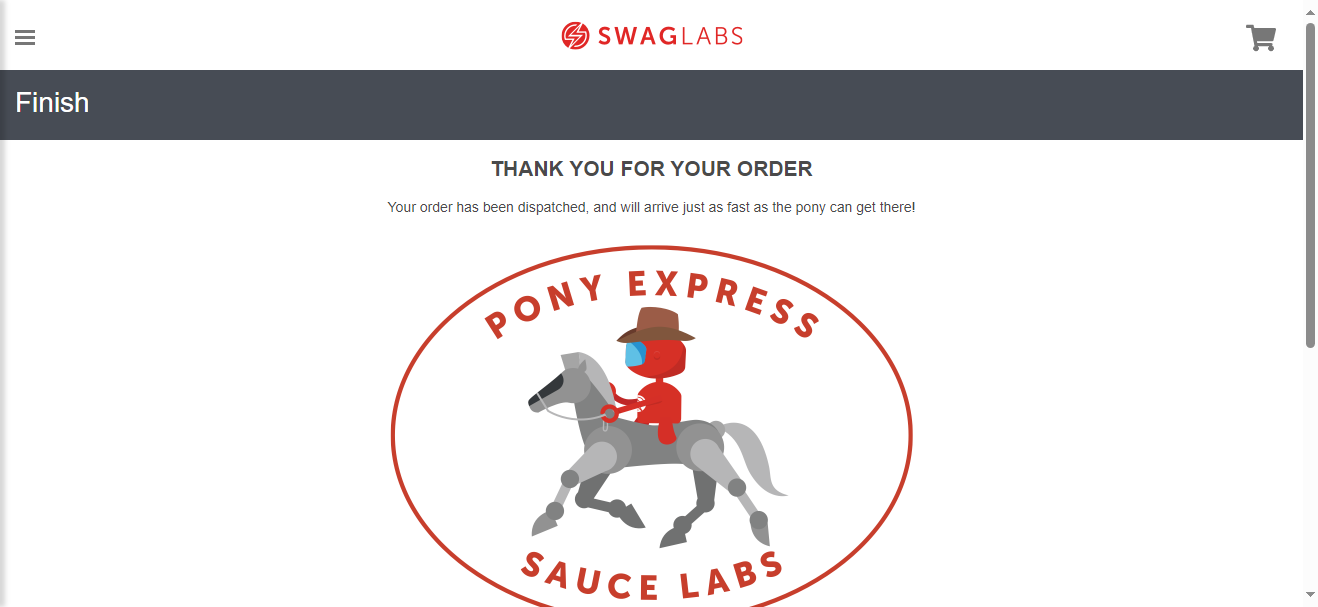 SWAGLABS
Finish
THANK YOU FOR YOUR ORDER
Your order has been dispatched, and will arrive just as fast as the pony can get there!
PONY EXPRESS
SAUCE LABS